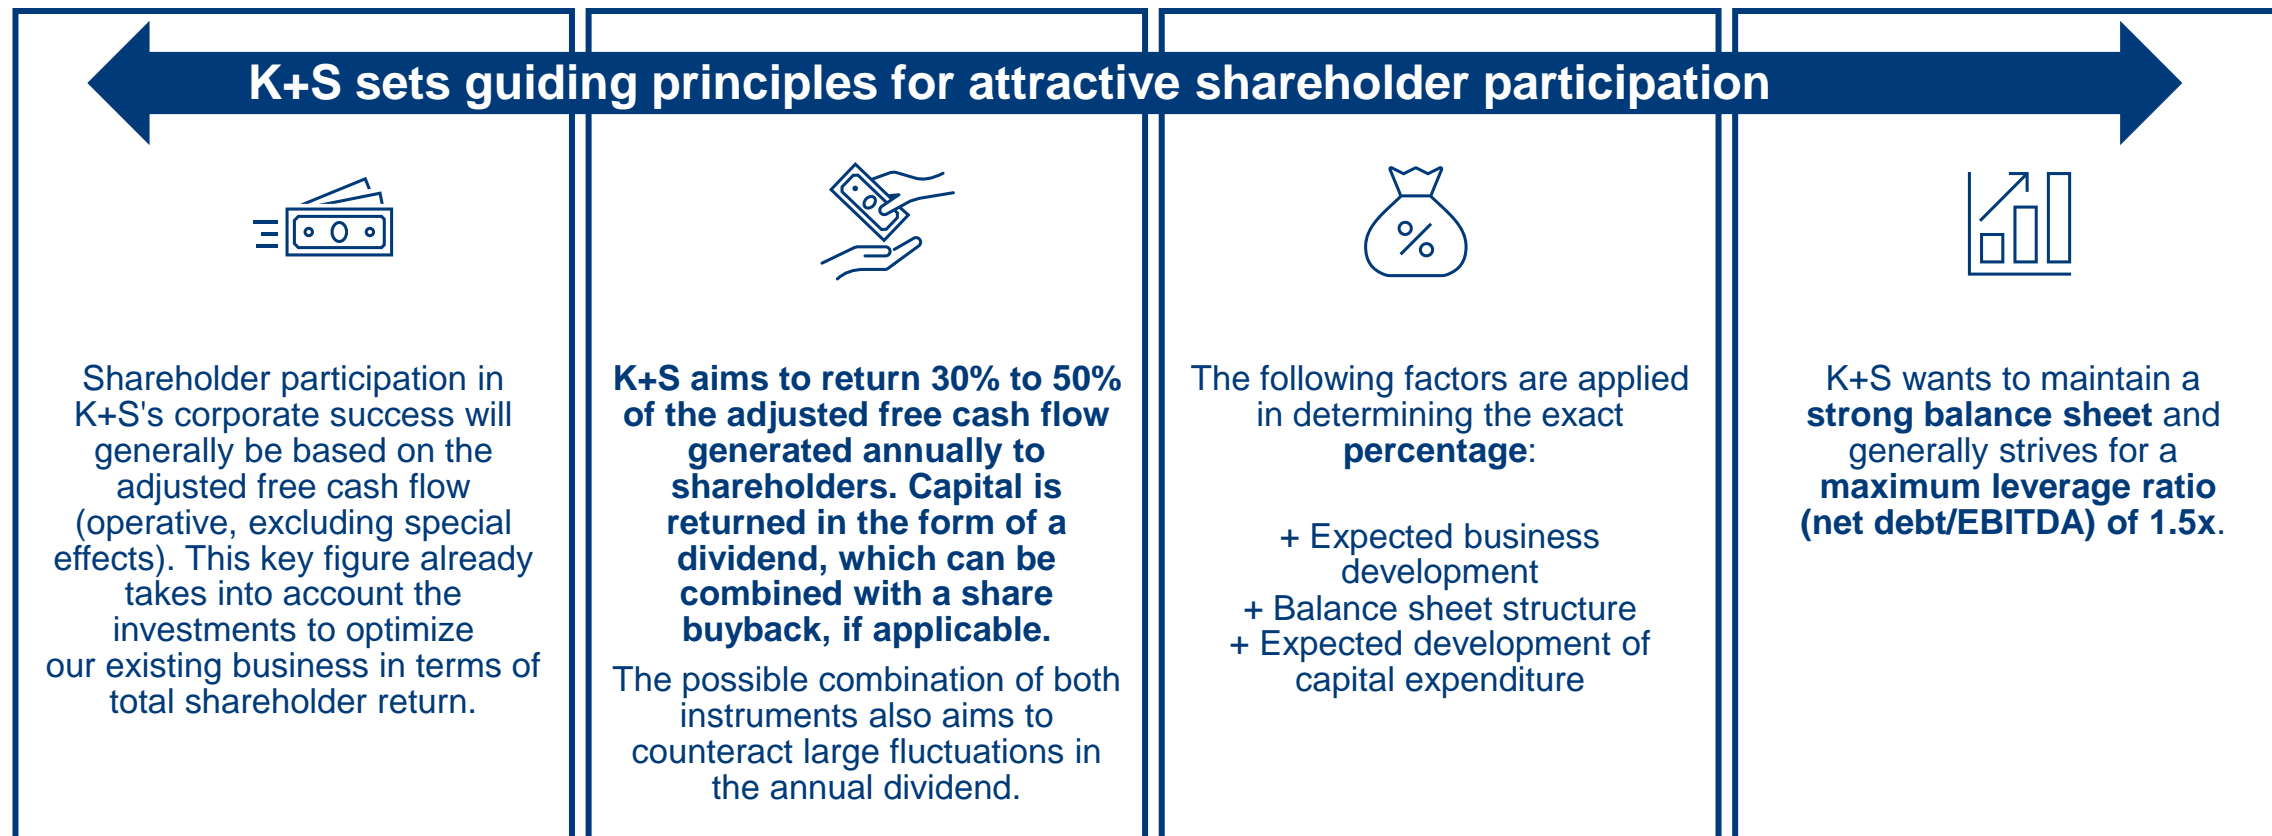 K+S sets guiding principles for attractive shareholder participation
Shareholder participation in
K+S's corporate success will
generally be based on the
adjusted free cash flow
(operative, excluding special
effects). This key figure already
takes into account the
investments to optimize
our existing business in terms of
total shareholder return.
K+S aims to return 30% to 50%
of the adjusted free cash flow
generated annually to
shareholders. Capital is
returned in the form of a
dividend, which can be
combined with a share
buyback, if applicable.
The possible combination of both
instruments also aims to
counteract large fluctuations in
the annual dividend.
%
The following factors are applied
in determining the exact
percentage:
+ Expected business
development
+ Balance sheet structure
+ Expected development of
capital expenditure
K+S wants to maintain a
strong balance sheet and
generally strives for a
maximum leverage ratio
(net debt/EBITDA) of 1.5x.